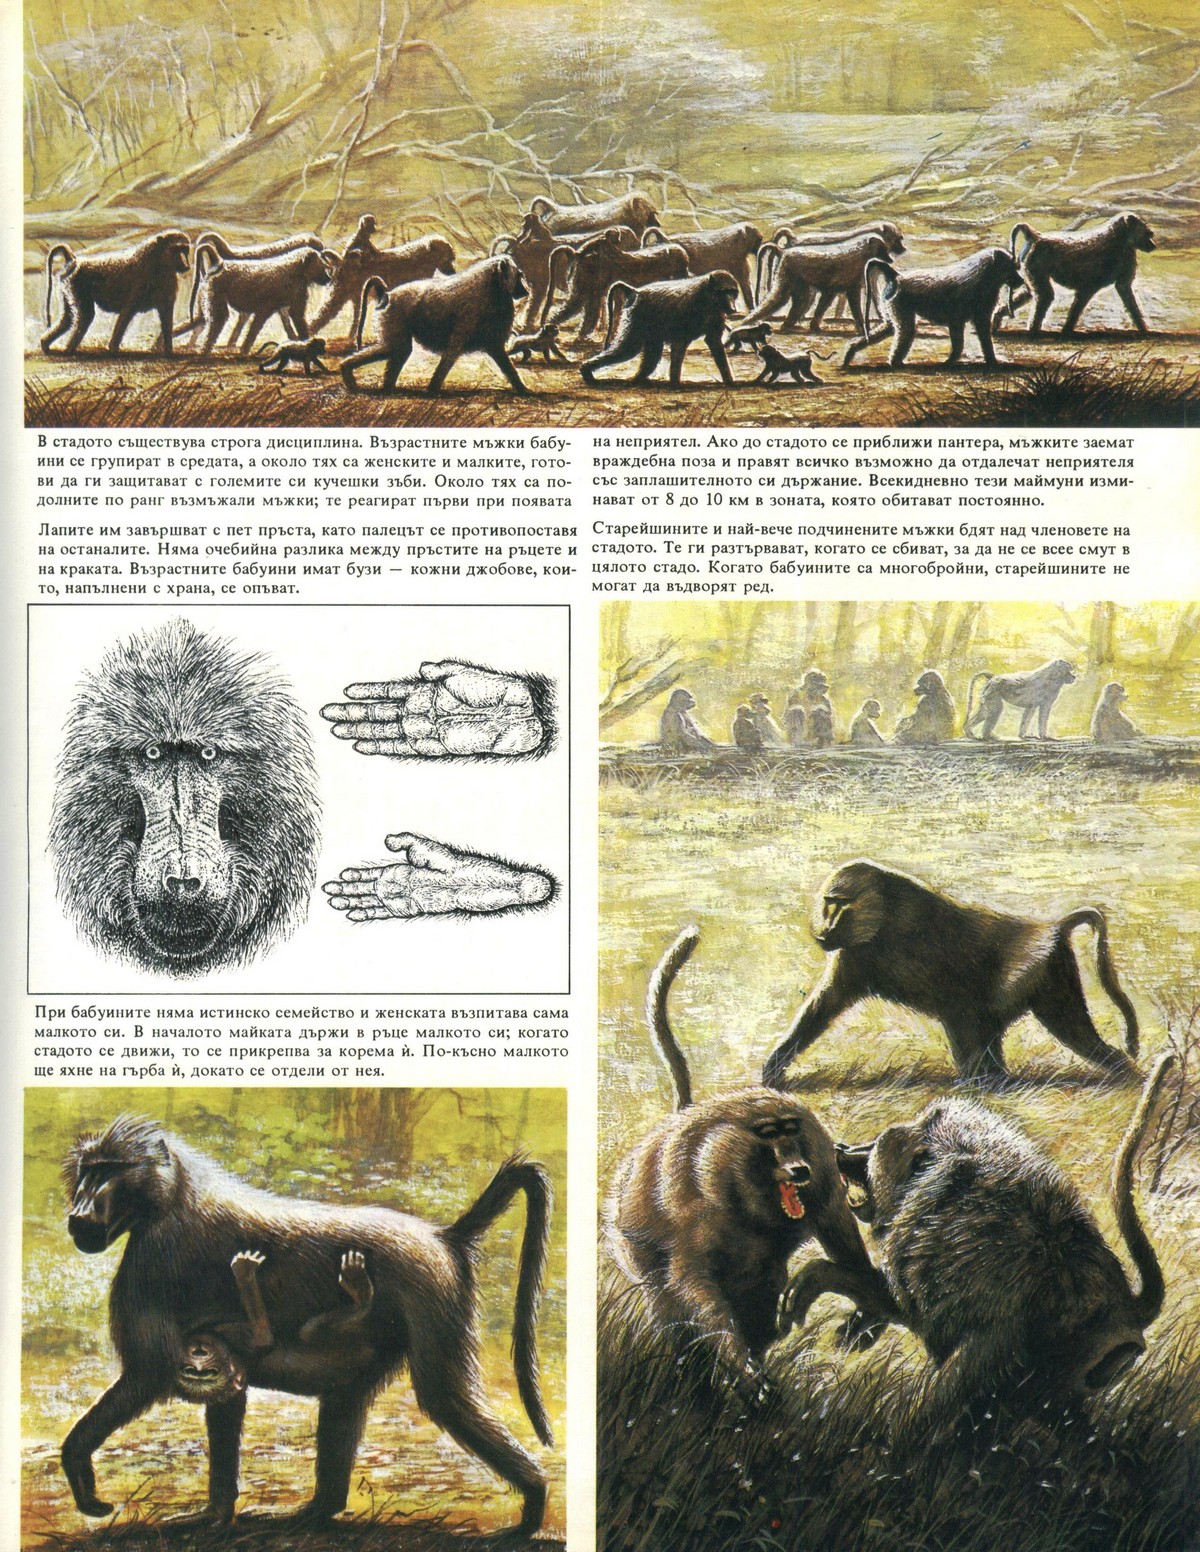 В стадото съществува строга дисциплина. Възрастните мъжки бабу-
ини се групират в средата, а около тях са женските и малките, гото-
ви да ги защитават с големите си кучешки зъби. Около тях са по-
долните по ранг възмъжали мъжки; те реагират първи при появата
на неприятел. Ако до стадото се приближи пантера, мъжките заемат
враждебна поза и правят всичко възможно да отдалечат неприятеля
със заплашителното си държание. Всекидневно тези маймуни изми-
нават от 8 до 10 км в зоната, която обитават постоянно.
Лапите им завършват с пет пръста, като палецът се противопоставя
на останалите. Няма очебийна разлика между пръстите на ръцете и
на краката. Възрастните бабуини имат бузи — кожни джобове, кои-
то, напълнени с храна, се опъват.
Старейшините и най-вече подчинените мъжки бдят над членовете на
стадото. Те ги разтървават, когато се сбиват, за да не се всее смут в
цялото стадо. Когато бабуините са многобройни, старейшините не
могат да въдворят ред.
При бабуините няма истинско семейство и женската възпитава сама
малкото си. В началото майката държи в ръце малкото си; когато
стадото се движи, то се прикрепва за корема ѝ. По-късно малкото
ще яхне на гърба ѝ, докато се отдели от нея.